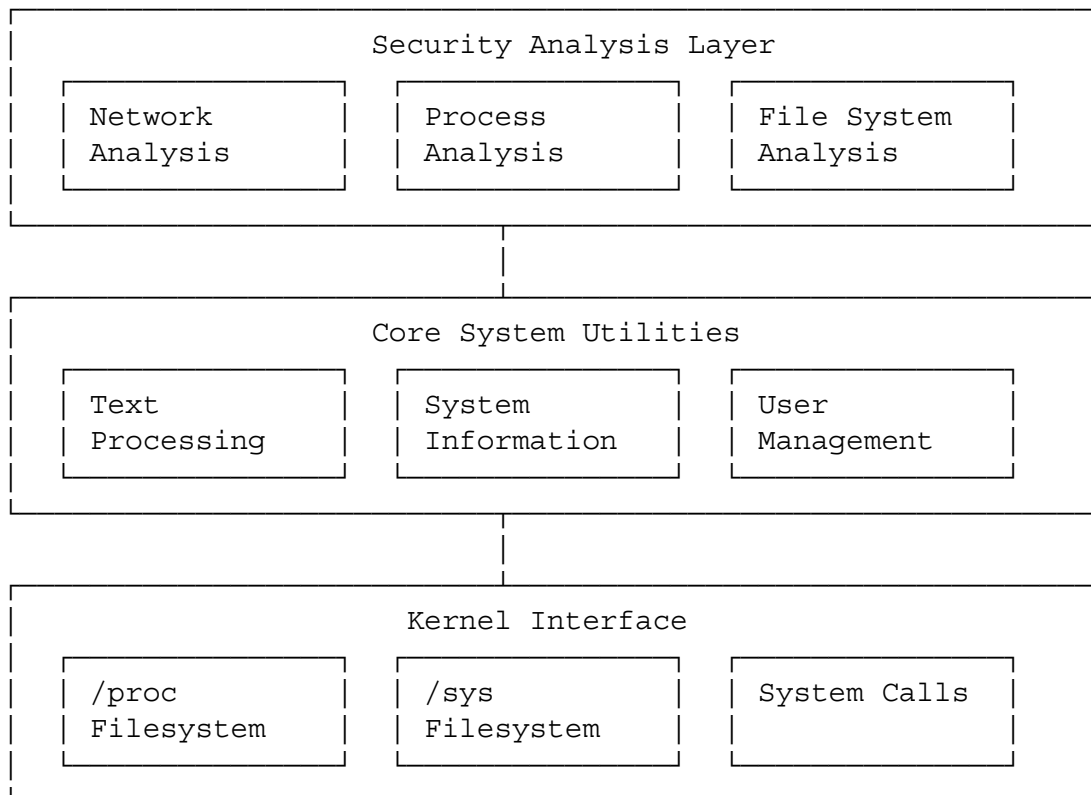 Security Analysis Layer
Network Process File System
Analysis Analysis Analysis
Core System Utilities
Text System User
Processing Information Management
Kernel Interface
/proc /sys System Calls
Filesystem Filesystem